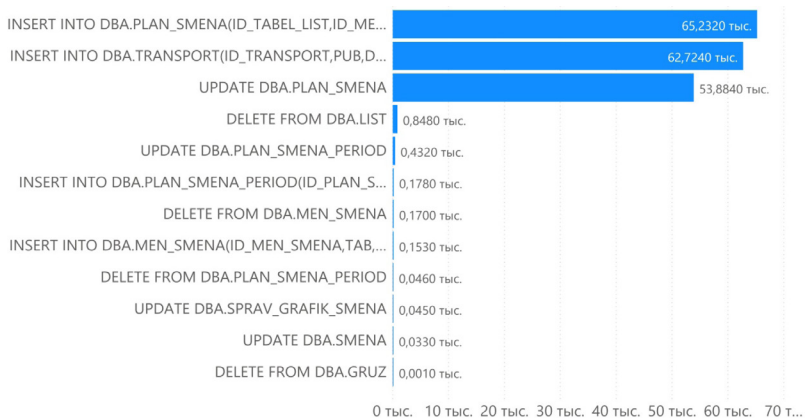 INSERT INTO DBA.PLAN_SMENA(ID_TABEL_LIST,ID_ME... 65,2320 тыс.
INSERT INTO DBA.TRANSPORT(ID_TRANSPORT,PUB,D... 62,7240 тыс.
UPDATE DBA.PLAN_SMENA 53,8840 тыс.
DELETE FROM DBA.LIST 0,8480 тыс.
UPDATE DBA.PLAN_SMENA_PERIOD 0,4320 тыс.
INSERT INTO DBA.PLAN_SMENA_PERIOD(ID_PLAN_S... 0,1780 тыс.
DELETE FROM DBA.MEN_SMENA 0,1700 тыс.
INSERT INTO DBA.MEN_SMENA(ID_MEN_SMENA,TAB,... 0,1530 тыс.
DELETE FROM DBA.PLAN_SMENA_PERIOD 0,0460 тыс.
UPDATE DBA.SPRAV_GRAFIK_SMENA 0,0450 тыс.
UPDATE DBA.SMENA 0,0330 тыс.
DELETE FROM DBA.GRUZ 0,0010 тыс.
0 тыс. 10 тыс. 20 тыс. 30 тыс. 40 тыс. 50 тыс. 60 тыс. 70 т...